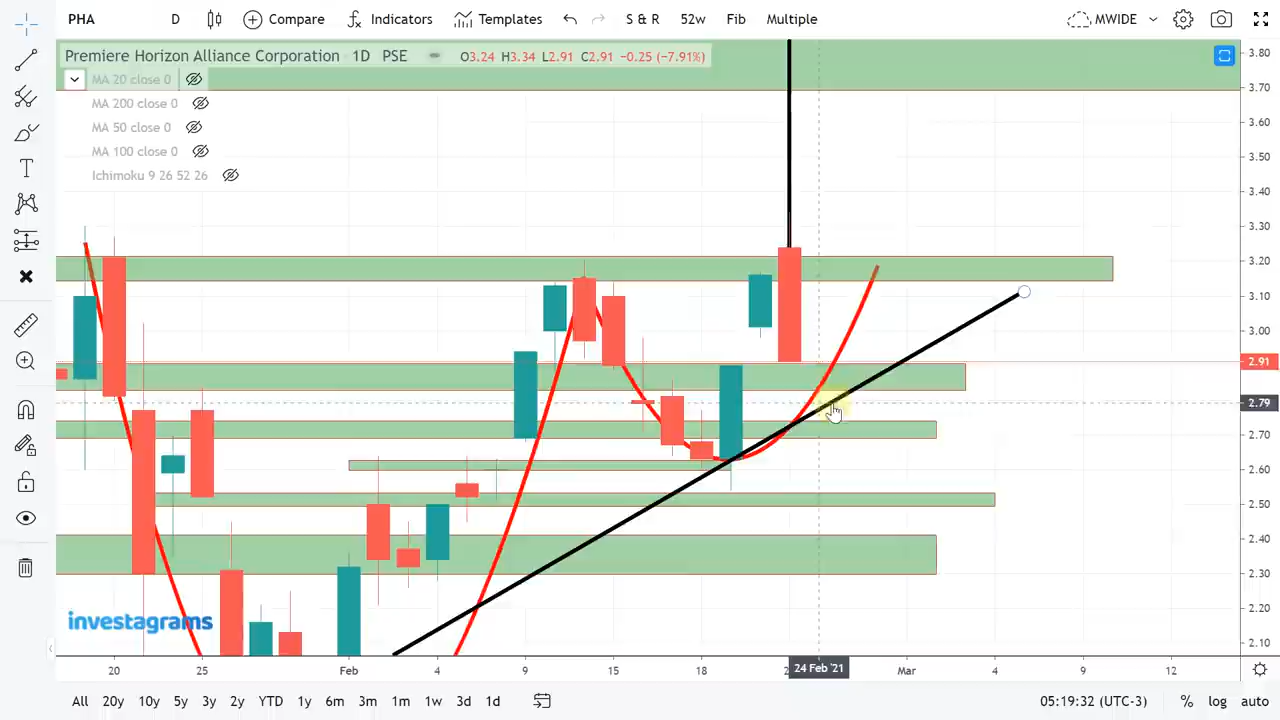 PHA D Compare Indicators Templates S & R 52w Fib Multiple MWIDE
Premiere Horizon Alliance Corporation 1D PSE O3.24 H3.34 L2.91 C2.91 −0.25 (−7.91%)
MA 20 close 0
MA 200 close 0
MA 50 close 0
MA 100 close 0
Ichimoku 9 26 52 26
3.80
3.70
3.60
3.50
3.40
3.30
3.20
3.10
3.00
2.91
2.79
2.70
2.60
2.50
2.40
2.30
2.20
2.10
investagrams
20 25 Feb 4 9 15 18 24 Feb '21 Mar 4 9 12
All 20y 10y 5y 3y 2y YTD 1y 6m 3m 1m 1w 3d 1d 05:19:32 (UTC-3) % log auto